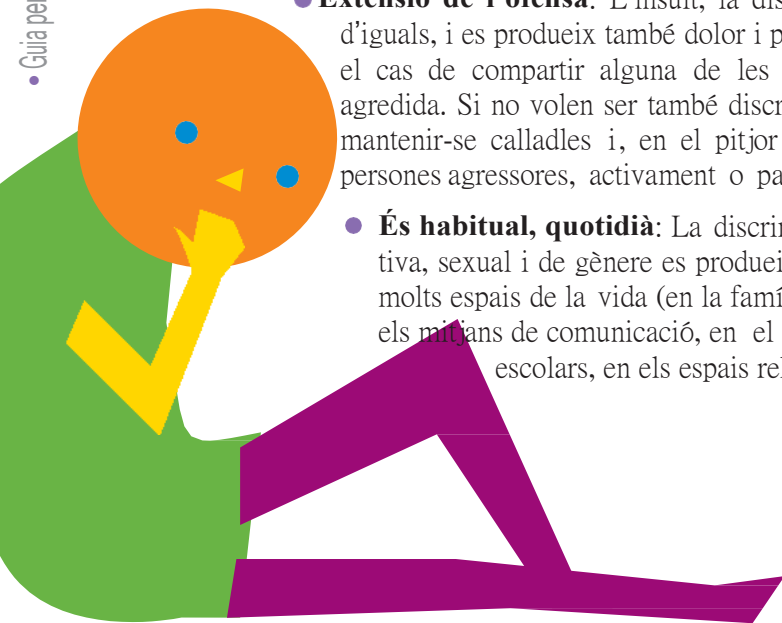 • Guia per
• Extensió de l'ofensa: L'insult, la dis
d'iguals, i es produeix també dolor i p
el cas de compartir alguna de les
agredida. Si no volen ser també discr
mantenir-se calladles i, en el pitjor
persones agressores, activament o pa
• És habitual, quotidià: La discrim
tiva, sexual i de gènere es produei
molts espais de la vida (en la famí
els mitjans de comunicació, en el
escolars, en els espais rel